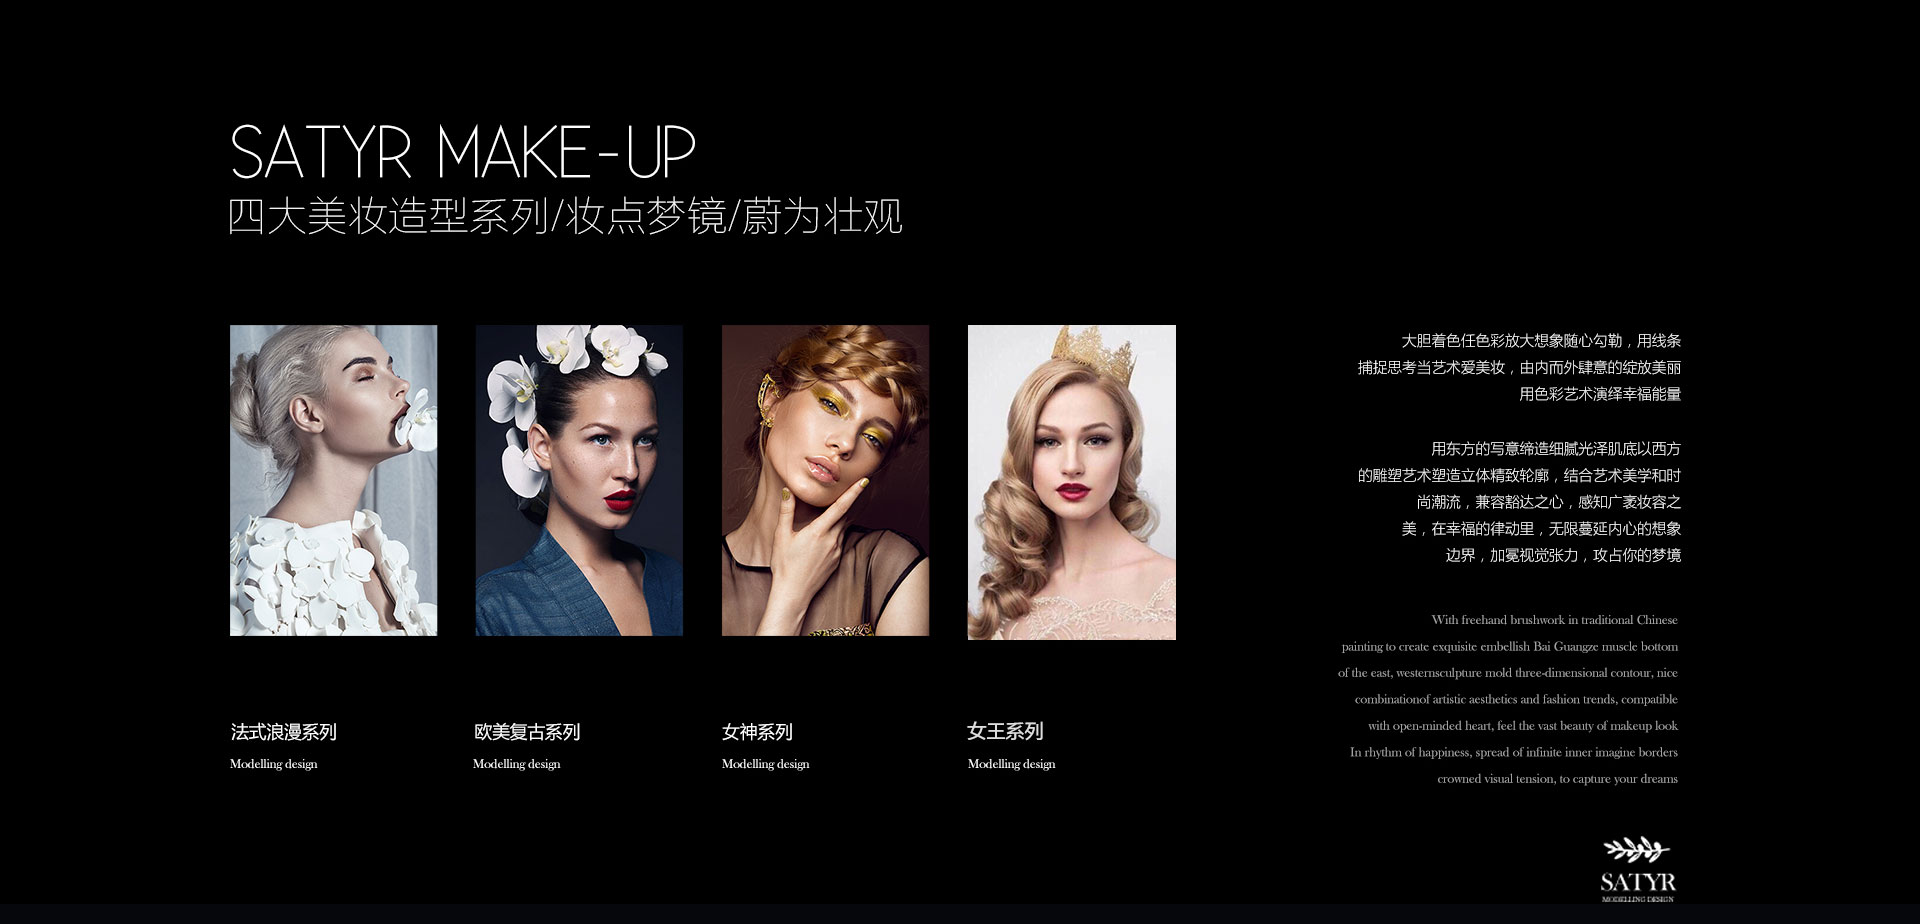 SATYR MAKE-UP
四大美妆造型系列/妆点梦镜/蔚为壮观
大胆着色任色彩放大想象随心勾勒，用线条
捕捉思考当艺术爱美妆，由内而外肆意的绽放美丽
用色彩艺术演绎幸福能量
用东方的写意缔造细腻光泽肌底以西方
的雕塑艺术塑造立体精致轮廓，结合艺术美学和时
尚潮流，兼容豁达之心，感知广袤妆容之
美，在幸福的律动里，无限蔓延内心的想象
边界，加冕视觉张力，攻占你的梦境
With freehand brushwork in traditional Chinese
painting to create exquisite embellish Bai Guangze muscle bottom
of the east, westernsculpture mold three-dimensional contour, nice
combinationof artistic aesthetics and fashion trends, compatible
with open-minded heart, feel the vast beauty of makeup look
In rhythm of happiness, spread of infinite inner imagine borders
crowned visual tension, to capture your dreams
法式浪漫系列
Modelling design
欧美复古系列
Modelling design
女神系列
Modelling design
女王系列
Modelling design
SATYR
MODELLING DESIGN